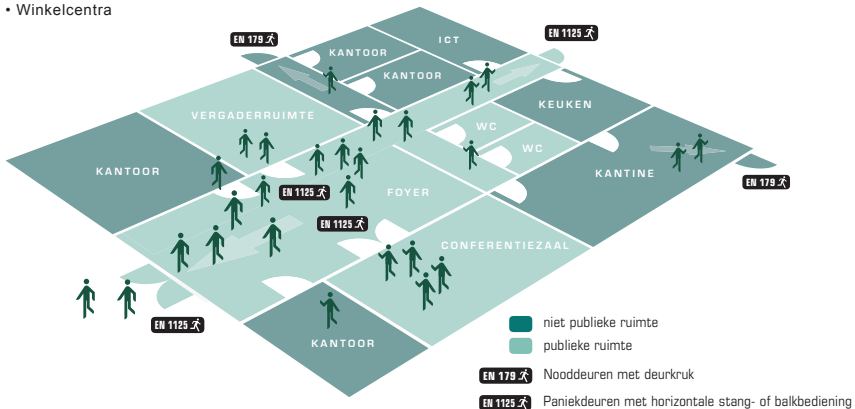 • Winkelcentra
EN 179
EN 1125
ICT
KANTOOR
KANTOOR
KEUKEN
VERGADERRUIMTE
WC
WC
KANTOOR
KANTINE
EN 179
EN 1125
FOYER
EN 1125
CONFERENTIEZAAL
EN 1125
KANTOOR
niet publieke ruimte
publieke ruimte
EN 179 Nooddeuren met deurkruk
EN 1125 Paniekdeuren met horizontale stang- of balkbediening